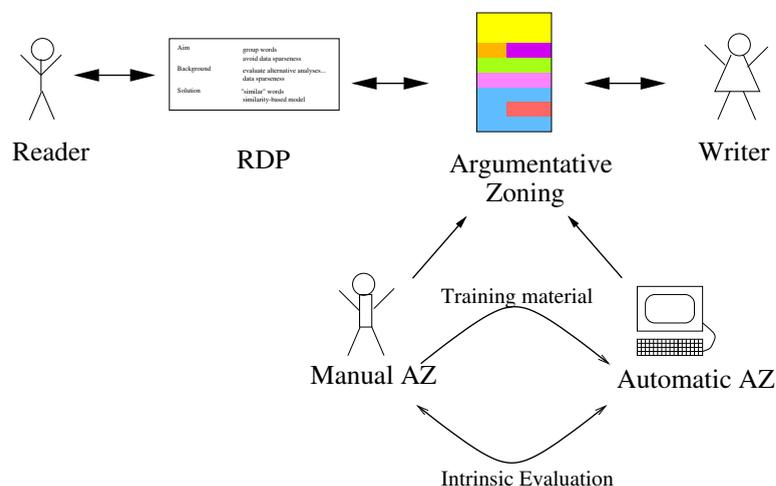 Aim group words
avoid data sparseness
Background evaluate alternative analyses...
data sparseness
Solution "similar" words
similarity-based model
Reader
RDP
Argumentative
Zoning
Writer
Training material
Manual AZ
Automatic AZ
Intrinsic Evaluation